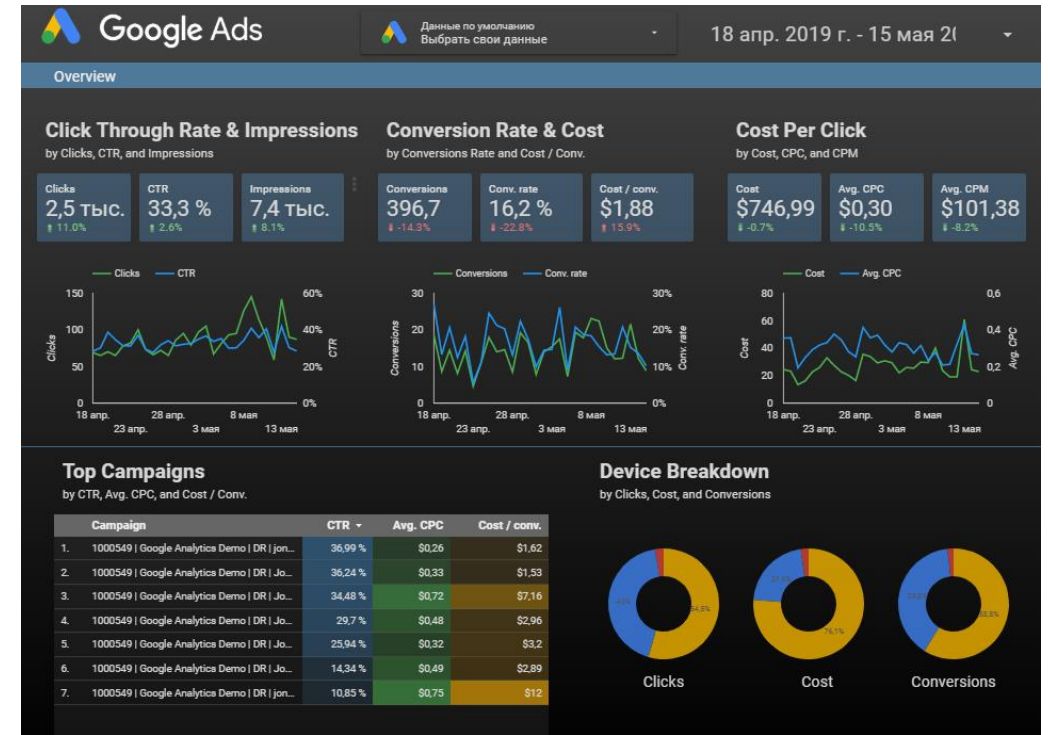 Google Ads
Данные по умолчанию
Выбрать свои данные
18 апр. 2019 г. - 15 мая
Overview
Click Through Rate & Impressions
by Clicks, CTR, and Impressions
Conversion Rate & Cost
by Conversions Rate and Cost / Conv.
Cost Per Click
by Cost, CPC, and CPM
Clicks
2,5 тыс.
11.0%
CTR
33,3 %
2.6%
Impressions
7,4 тыс.
8.1%
Conversions
396,7
-14.3%
Conv. rate
16,2 %
-22.8%
Cost / conv.
$1,88
15.9%
Cost
$746,99
-0.7%
Avg. CPC
$0,30
-10.5%
Avg. CPM
$101,38
-8.2%
Clicks CTR
150
100
50
0
Clicks
60%
40%
20%
0%
CTR
18 апр. 28 апр. 8 мая
23 апр. 3 мая 13 мая
Conversions Conv. rate
30
20
10
0
Conversions
30%
20%
10%
0%
Conv. rate
18 апр. 28 апр. 8 мая
23 апр. 3 мая 13 мая
Cost Avg. CPC
80
60
40
20
0
Cost
0,6
0,4
0,2
0
Avg. CPC
18 апр. 28 апр. 8 мая
23 апр. 3 мая 13 мая
Top Campaigns
by CTR, Avg. CPC, and Cost / Conv.
Campaign CTR Avg. CPC Cost / conv.
1. 1000549 | Google Analytics Demo | DR | jon... 36,99 % $0,26 $1,62
2. 1000549 | Google Analytics Demo | DR | Jo... 36,24 % $0,33 $1,53
3. 1000549 | Google Analytics Demo | DR | Jo... 34,48 % $0,72 $7,16
4. 1000549 | Google Analytics Demo | DR | Jo... 29,7 % $0,48 $2,96
5. 1000549 | Google Analytics Demo | DR | Jo... 25,94 % $0,32 $3,2
6. 1000549 | Google Analytics Demo | DR | Jo... 14,34 % $0,49 $2,89
7. 1000549 | Google Analytics Demo | DR | jon... 10,85 % $0,75 $12
Device Breakdown
by Clicks, Cost, and Conversions
54,5%
76,1%
Clicks
Cost
Conversions